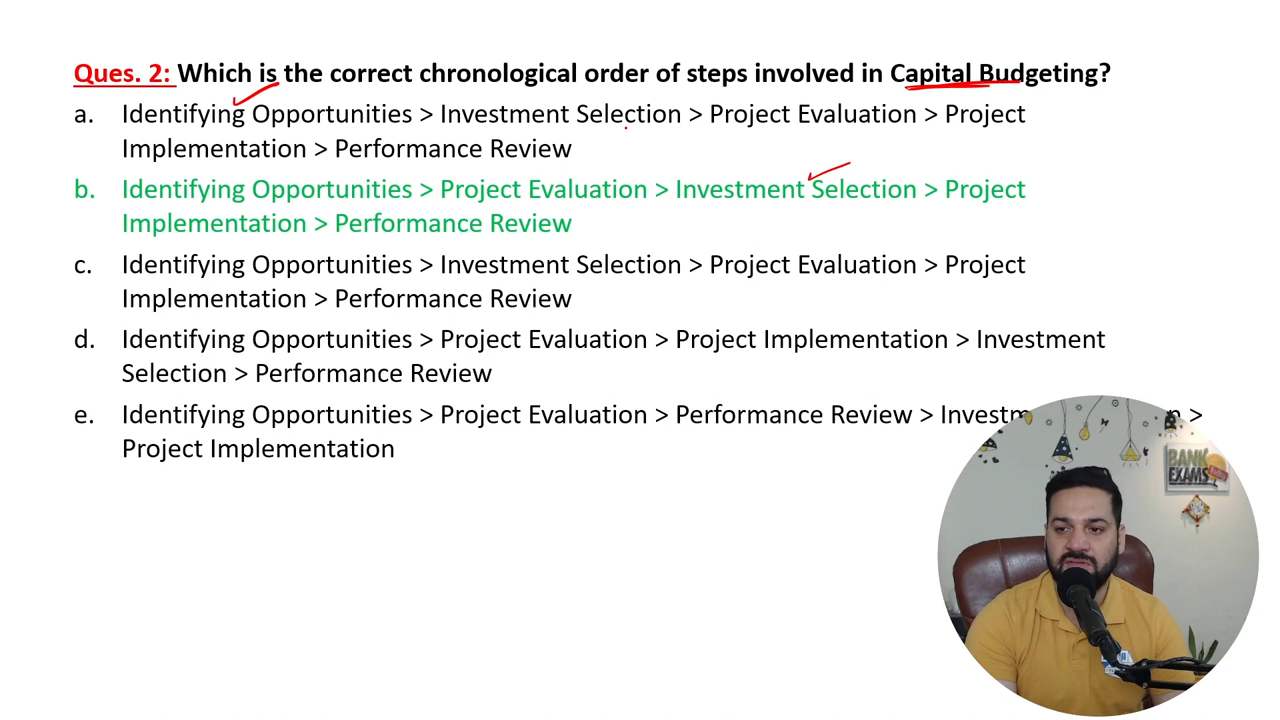 Ques. 2: Which is the correct chronological order of steps involved in Capital Budgeting?
a. Identifying Opportunities > Investment Selection > Project Evaluation > Project
Implementation > Performance Review
b. Identifying Opportunities > Project Evaluation > Investment Selection > Project
Implementation > Performance Review
c. Identifying Opportunities > Investment Selection > Project Evaluation > Project
Implementation > Performance Review
d. Identifying Opportunities > Project Evaluation > Project Implementation > Investment
Selection > Performance Review
e. Identifying Opportunities > Project Evaluation > Performance Review > >
Project Implementation
BANK
EXAMS